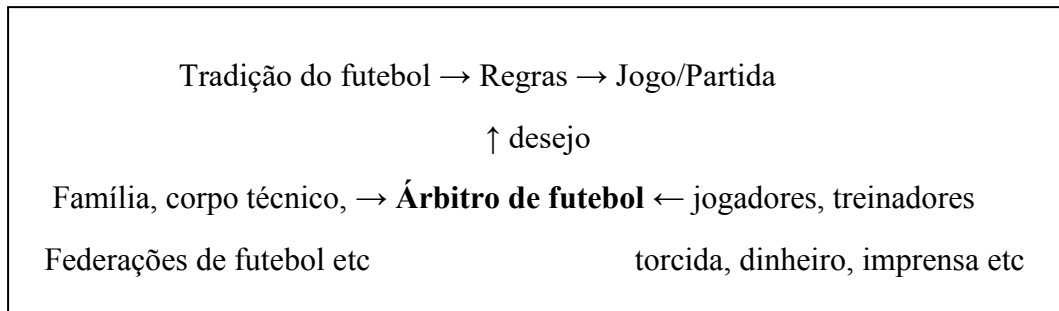 Tradição do futebol → Regras → Jogo/Partida
↑ desejo
Família, corpo técnico, → Árbitro de futebol ← jogadores, treinadores
Federações de futebol etc torcida, dinheiro, imprensa etc